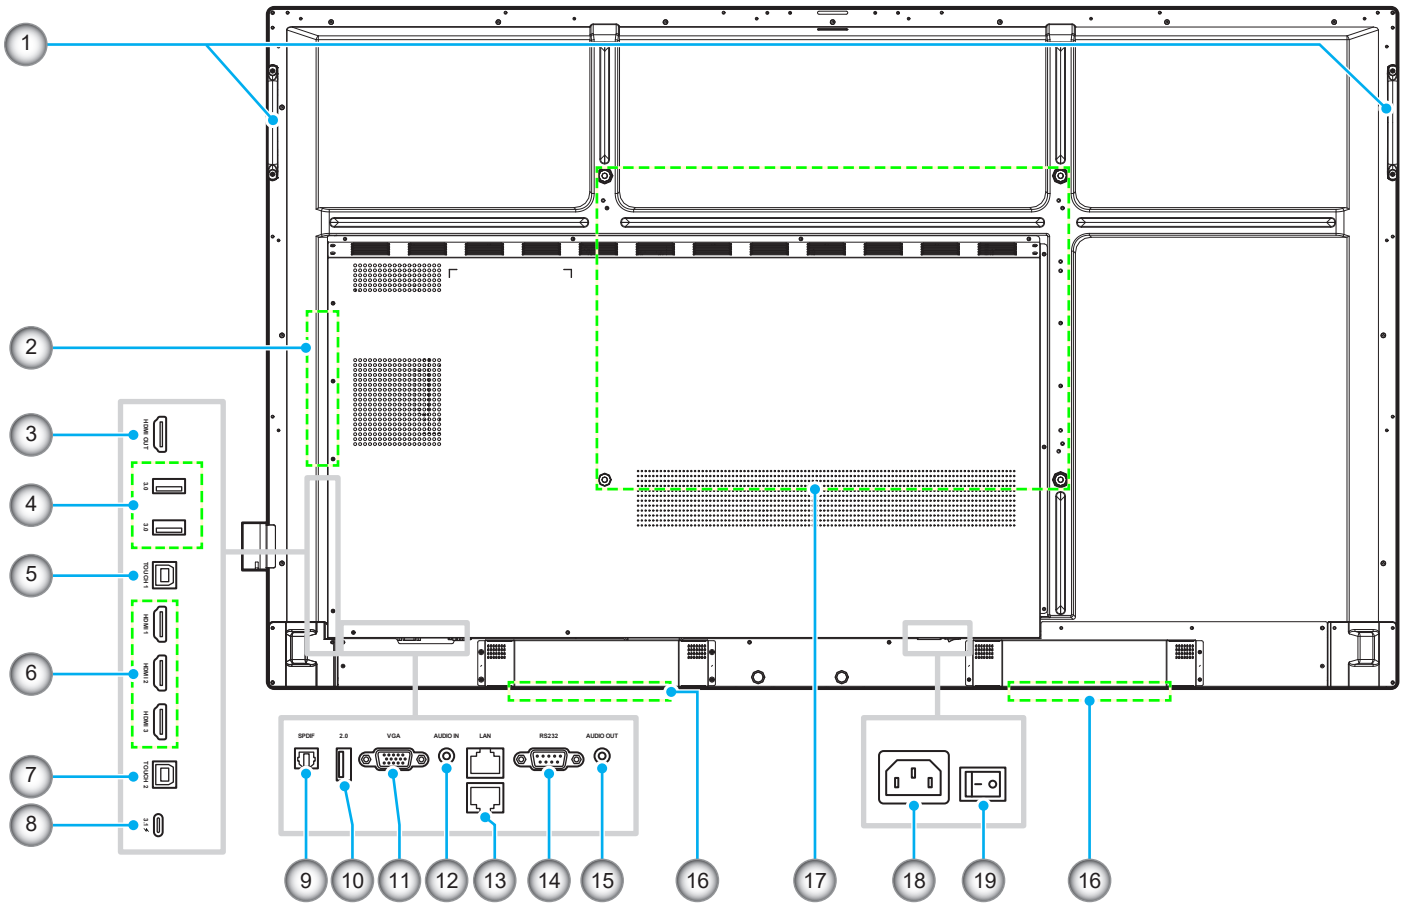 1
2
3
HDMI OUT
4
3.0
3.0
5
TOUCH 1
6
HDMI 1
HDMI 2
HDMI 3
7
TOUCH 2
8
3.1
SPDIF 2.0 VGA AUDIO IN LAN RS232 AUDIO OUT
9 10 11 12 13 14 15 16 17 18 19 16